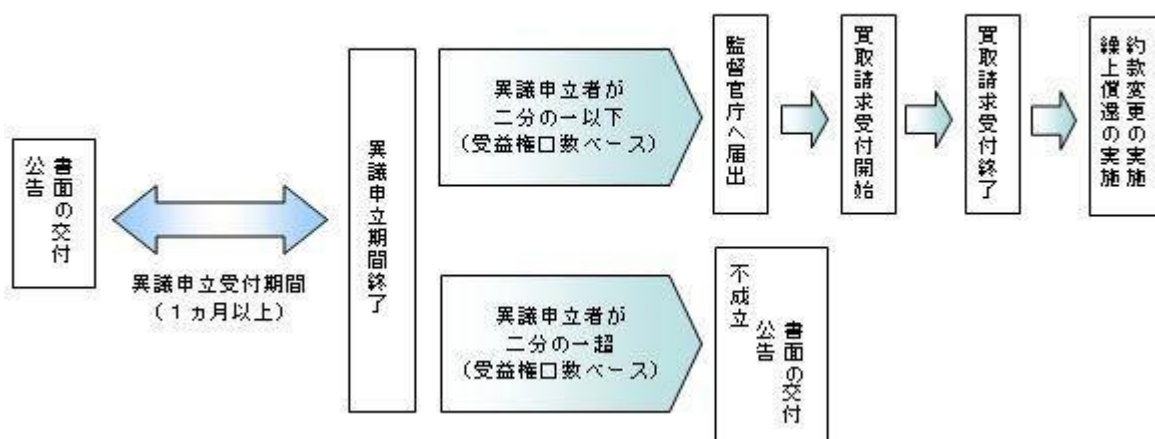 書面の交付
公告
異議申立受付期間
（１ヵ月以上）
異議申立期間終了
異議申立者が
二分の一以下
（受益権口数ベース）
監督官庁へ届出
買取請求受付開始
買取請求受付終了
約款変更の実施
繰上償還の実施
異議申立者が
二分の一超
（受益権口数ベース）
不成立
書面の交付
公告